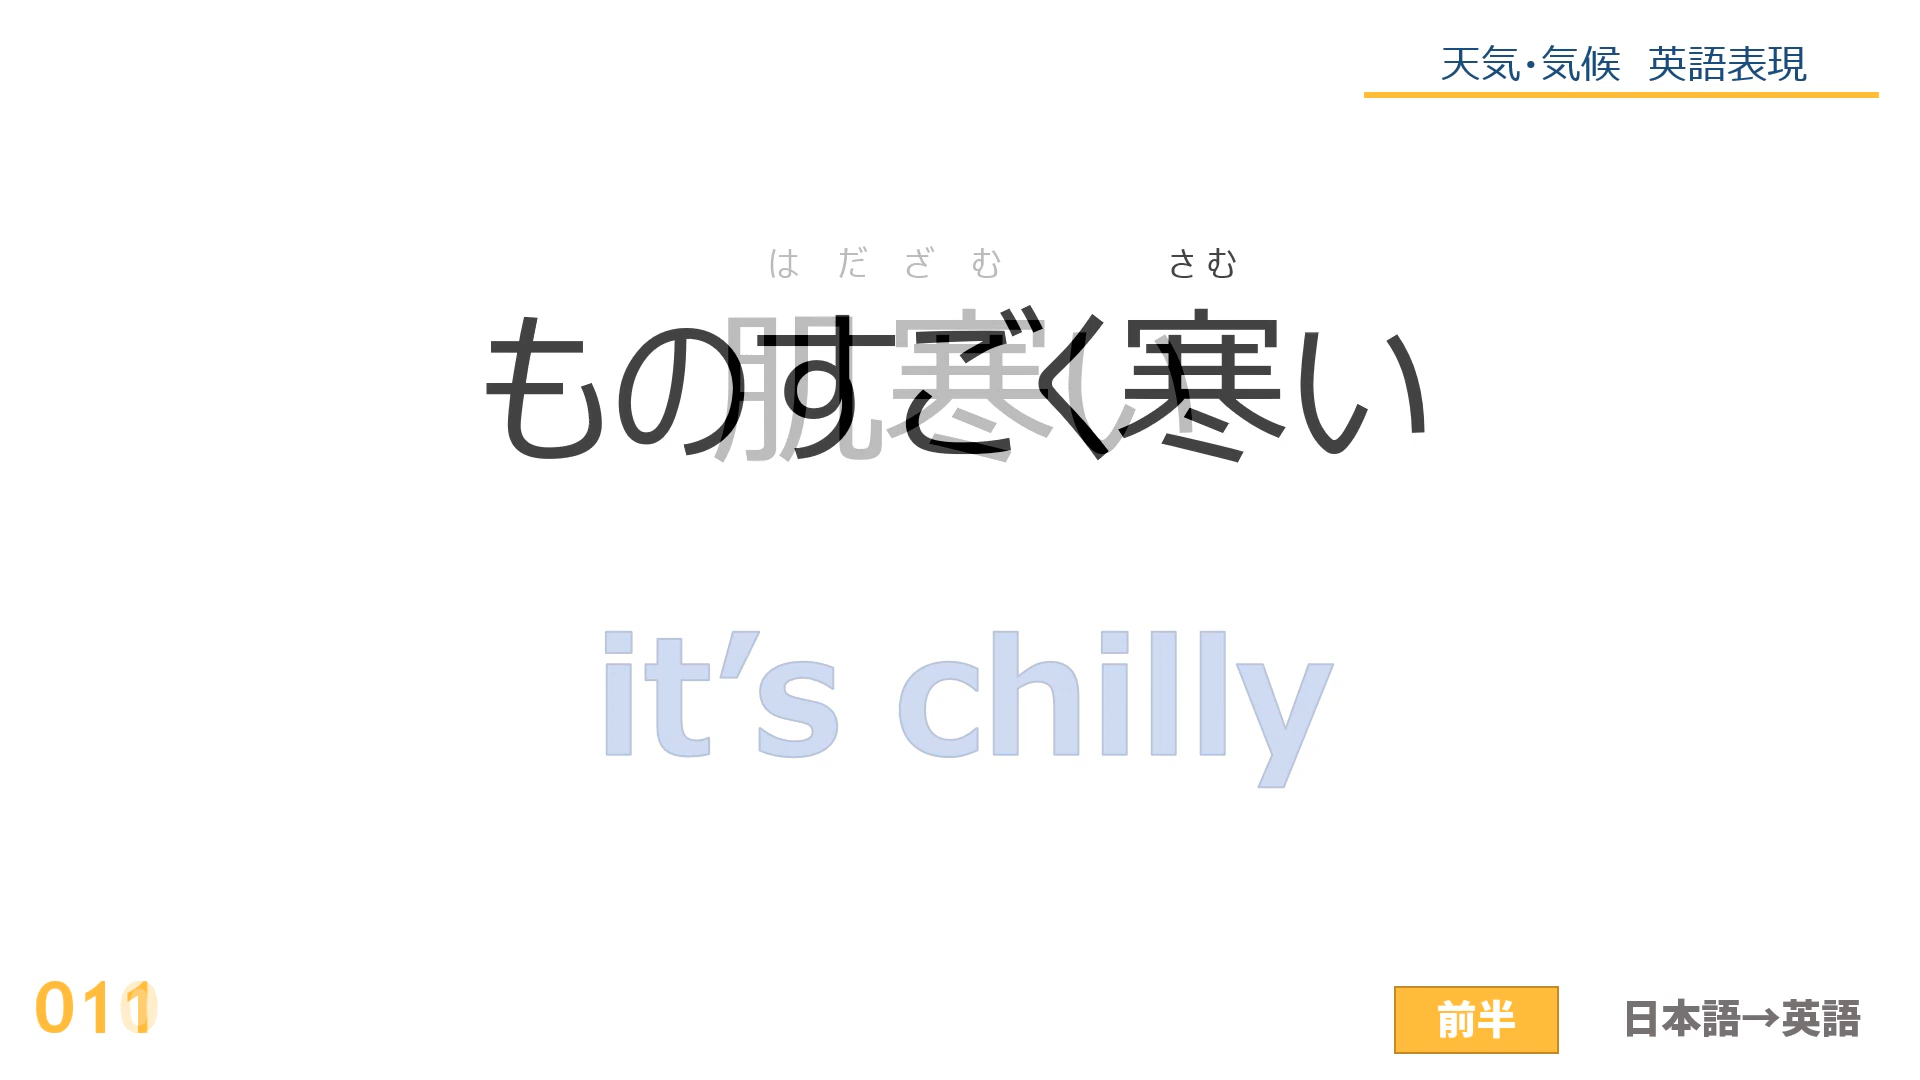 天気・気候　英語表現
はだざむ
さむ
ものすごく寒い
肌寒い
it’s chilly
011
010
前半
日本語→英語